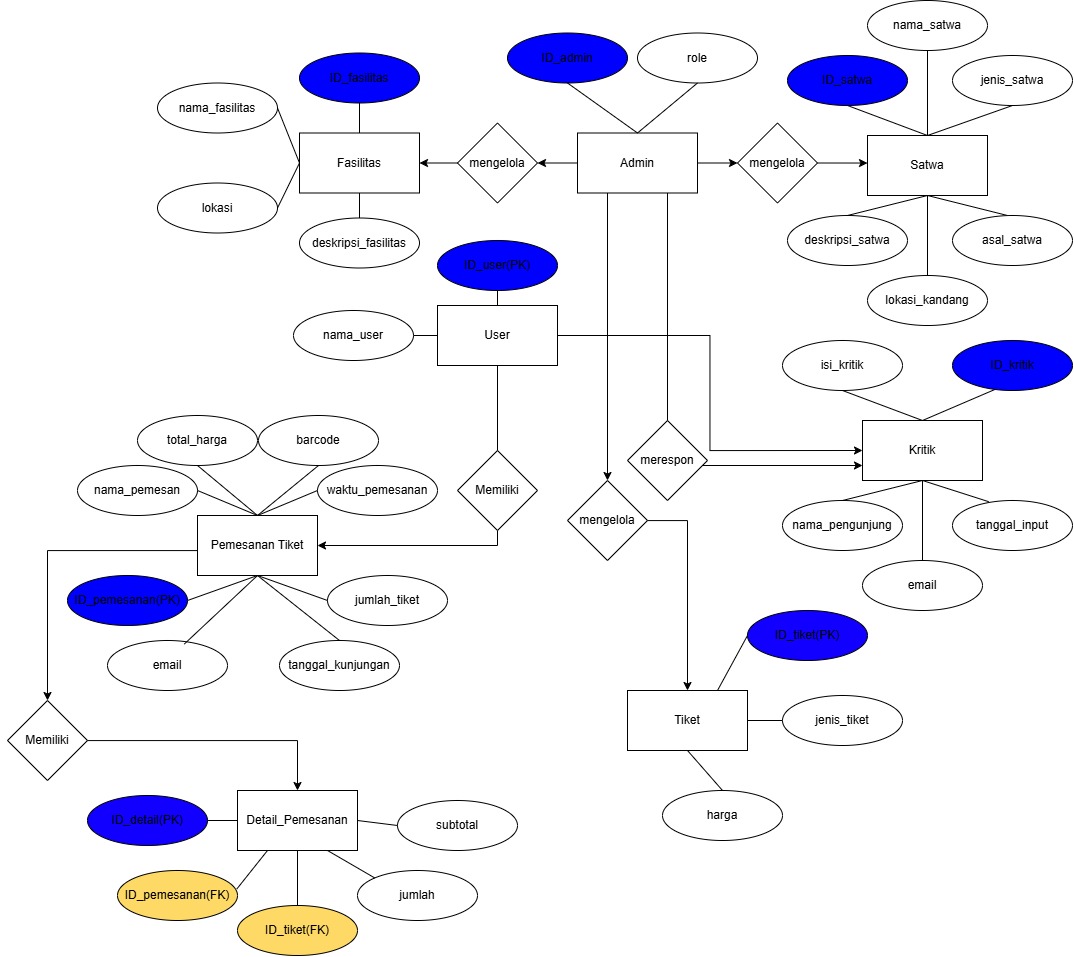 nama_satwa
ID_fasilitas
ID_admin
role
ID_satwa
jenis_satwa
nama_fasilitas
Fasilitas
mengelola
Admin
mengelola
Satwa
lokasi
deskripsi_fasilitas
deskripsi_satwa
asal_satwa
ID_user(PK)
lokasi_kandang
nama_user
User
isi_kritik
ID_kritik
total_harga
barcode
Kritik
merespon
nama_pemesan
waktu_pemesanan
Memiliki
mengelola
nama_pengunjung
tanggal_input
Pemesanan Tiket
email
ID_pemesanan(PK)
jumlah_tiket
ID_tiket(PK)
email
tanggal_kunjungan
Tiket
jenis_tiket
Memiliki
harga
ID_detail(PK)
Detail_Pemesanan
subtotal
ID_pemesanan(FK)
jumlah
ID_tiket(FK)